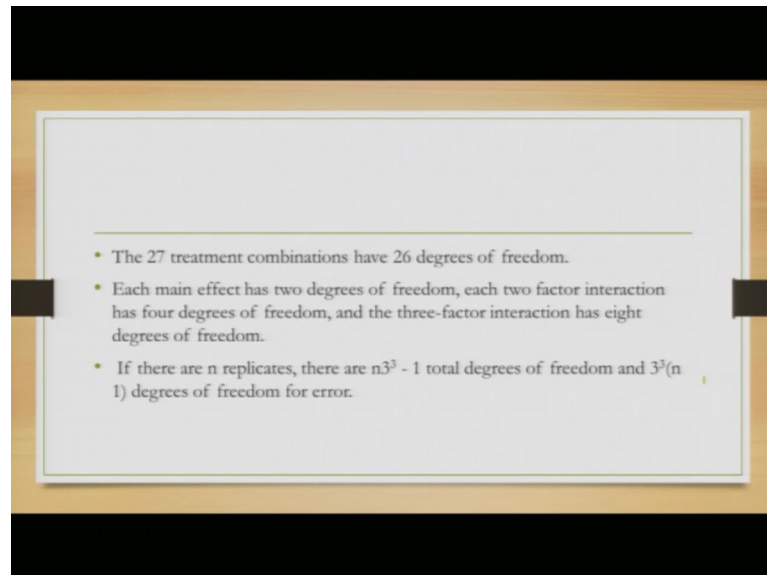 • The 27 treatment combinations have 26 degrees of freedom.
• Each main effect has two degrees of freedom, each two factor interaction
has four degrees of freedom, and the three-factor interaction has eight
degrees of freedom.
• If there are n replicates, there are n3³ - 1 total degrees of freedom and 3³(n
1) degrees of freedom for error.